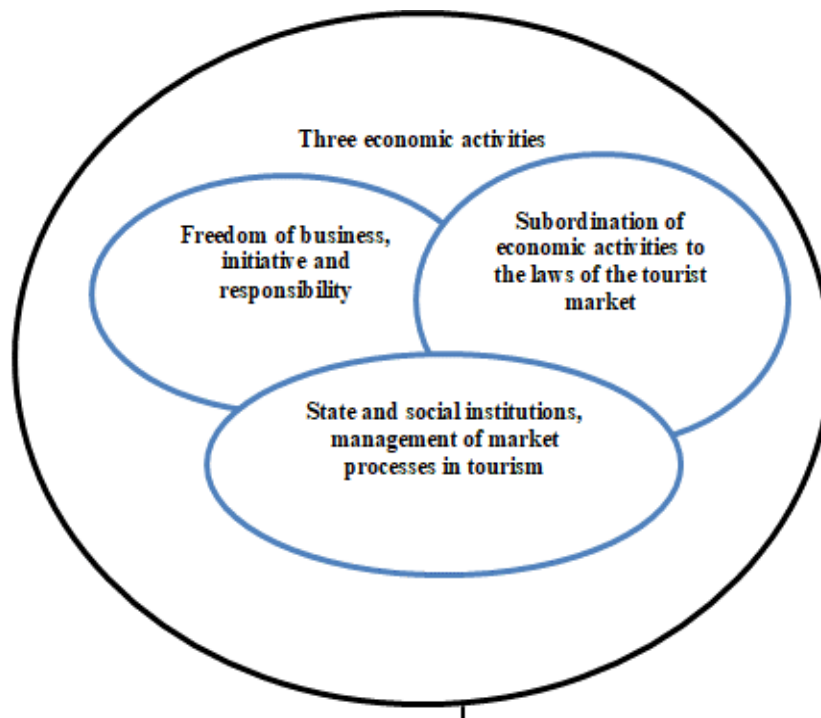 Three economic activities
Freedom of business,
initiative and
responsibility
Subordination of
economic activities to
the laws of the tourist
market
State and social institutions,
management of market
processes in tourism